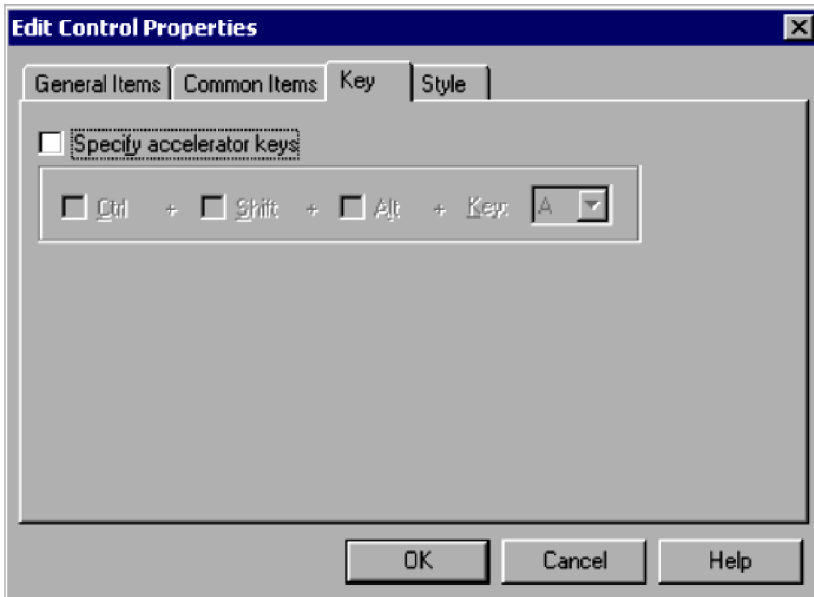 Edit Control Properties
General Items Common Items Key Style
Specify accelerator keys
Ctrl + Shift + Alt + Key: A
OK Cancel Help